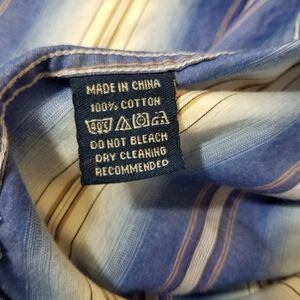 MADE IN CHINA
100% COTTON
DO NOT BLEACH
DRY CLEANING
RECOMMENDED